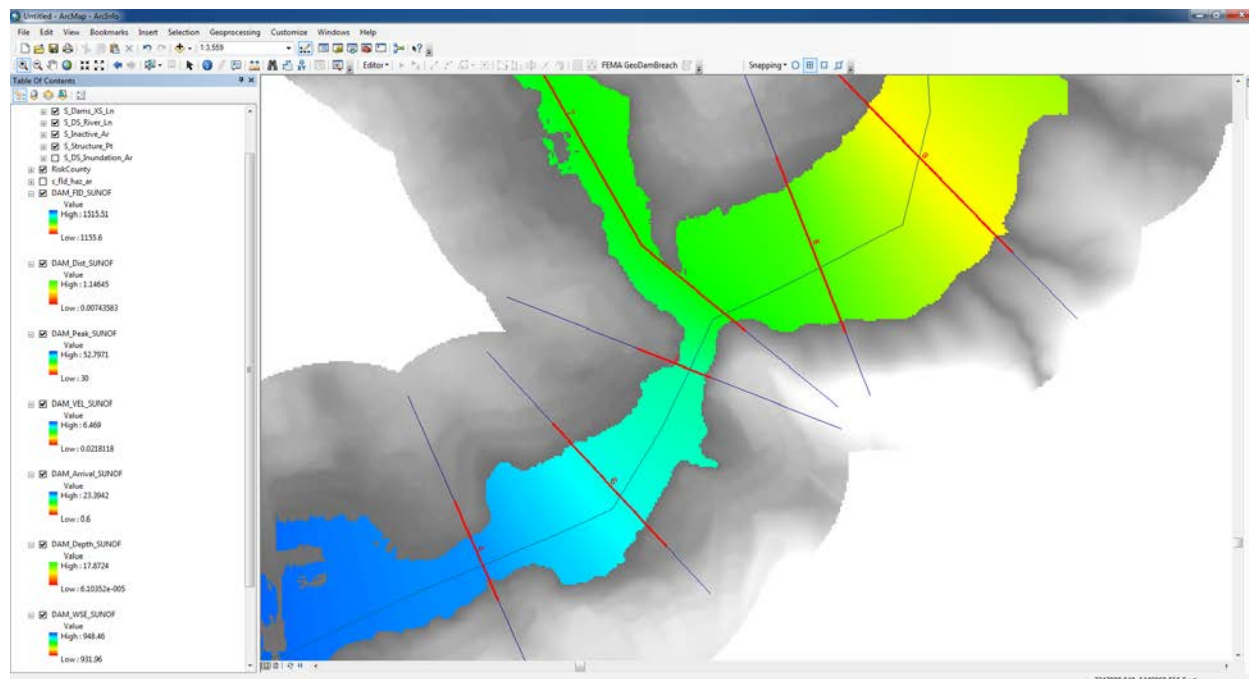 Untitled - ArcMap - ArcInfo
File Edit View Bookmarks Insert Selection Geoprocessing Customize Windows Help
1:3,559
Editor FEMA GeoDamBreach Snapping
Table Of Contents
S_Dams_XS_Ln
S_DS_River_Ln
S_Inactive_Ar
S_Structure_Pt
S_DS_Inundation_Ar
RiskCounty
s_fld_haz_ar
DAM_FID_SUNOF
Value
High : 1515.51
Low : 1155.6
DAM_Dist_SUNOF
Value
High : 1.14645
Low : 0.00743583
DAM_Peak_SUNOF
Value
High : 52.7971
Low : 30
DAM_VEL_SUNOF
Value
High : 6.469
Low : 0.0218118
DAM_Arrival_SUNOF
Value
High : 23.3942
Low : 0.6
DAM_Depth_SUNOF
Value
High : 17.8724
Low : 6.10352e-005
DAM_WSE_SUNOF
Value
High : 948.46
Low : 931.96